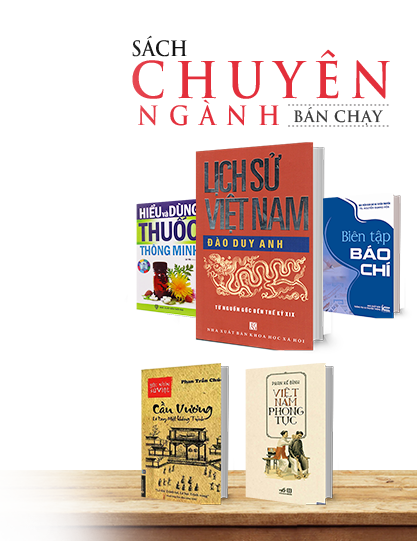 SÁCH
CHUYÊN
NGÀNH BÁN CHẠY
HIỂU và DÙNG
THUỐC
THÔNG MINH
LỊCH SỬ
VIỆT NAM
ĐÀO DUY ANH
TỪ NGUỒN GỐC ĐẾN THẾ KỶ XIX
NHÀ XUẤT BẢN KHOA HỌC XÃ HỘI
Biên tập
BÁO
CHÍ
Phan Trần Chúc
Cần Vương
PHAN KẾ BÍNH
VIỆT
NAM
PHONG
TỤC